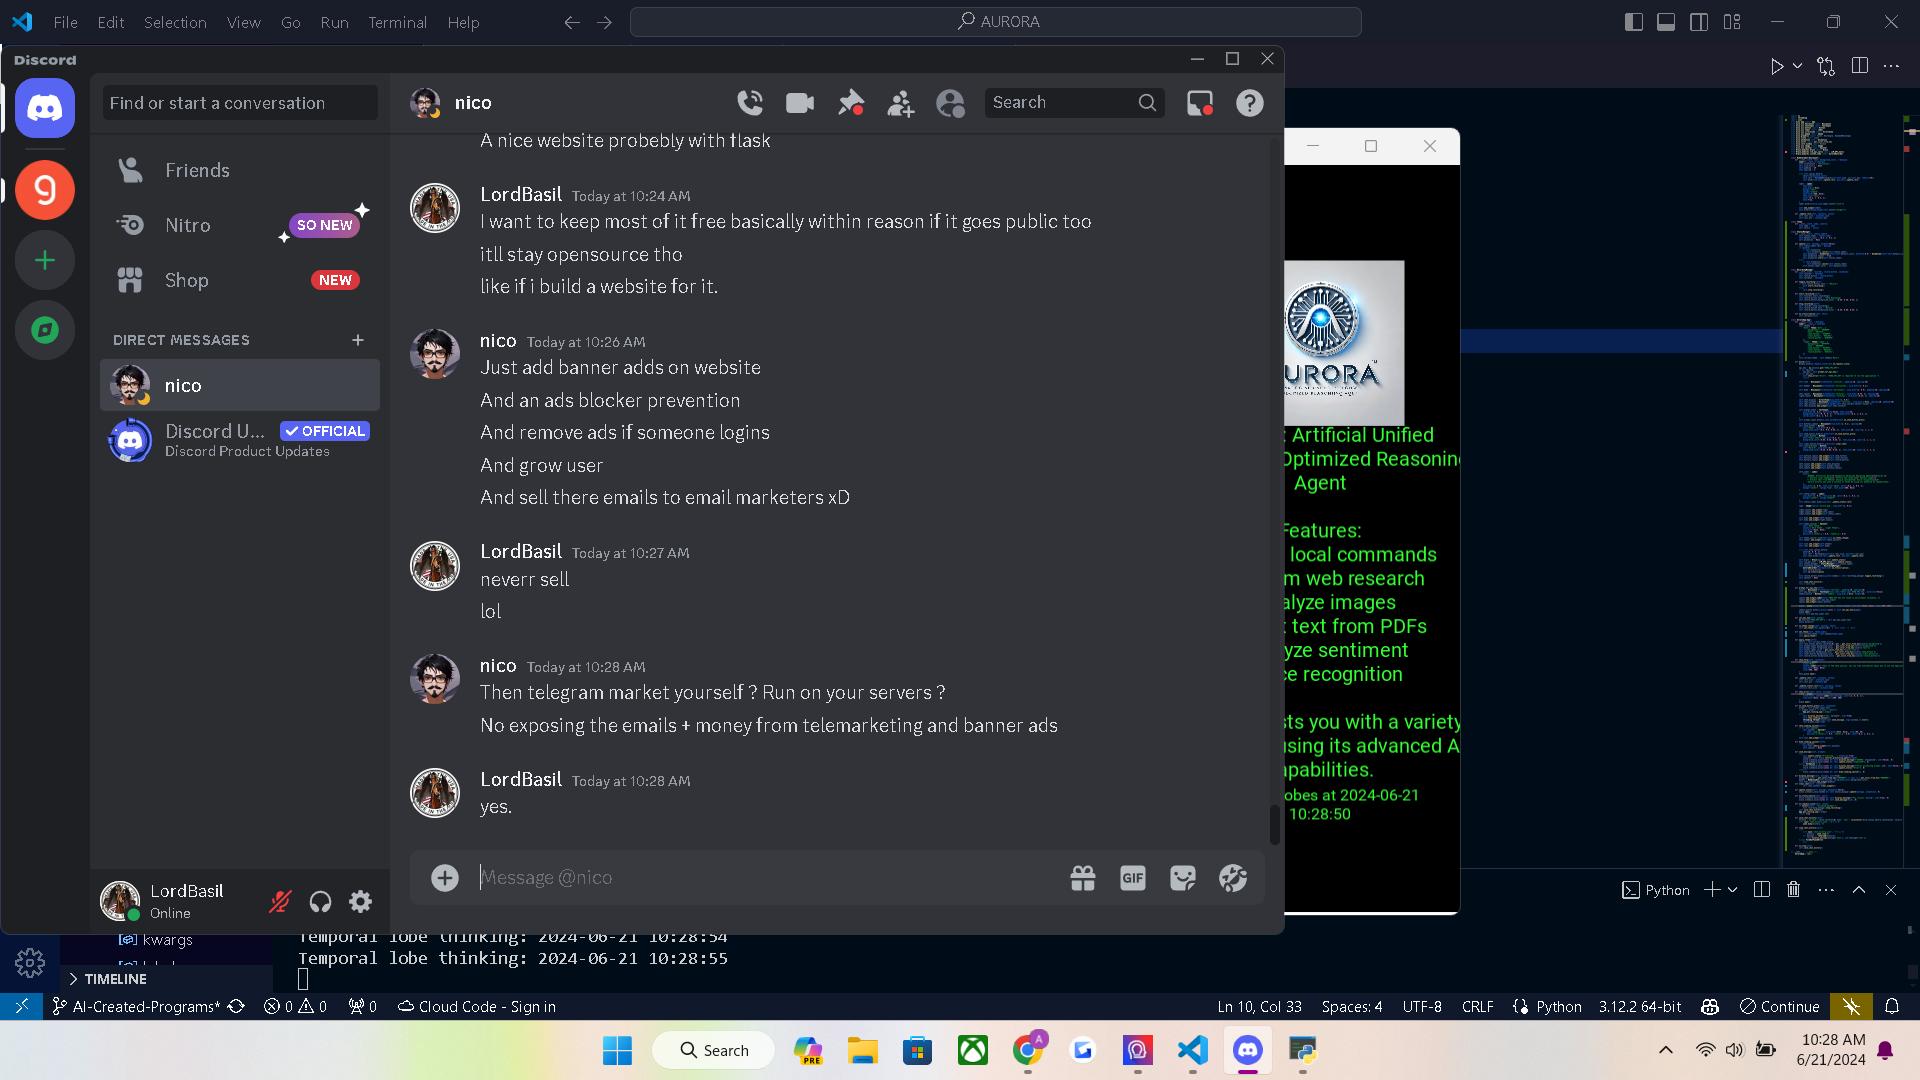 File Edit Selection View Go Run Terminal Help
AURORA
Discord
Find or start a conversation
Friends
Nitro
SO NEW
Shop
NEW
DIRECT MESSAGES
nico
Discord U...
OFFICIAL
Discord Product Updates
LordBasil
Online
nico
Search
A nice website probebly with flask
LordBasil Today at 10:24 AM
I want to keep most of it free basically within reason if it goes public too
itll stay opensource tho
like if i build a website for it.
nico Today at 10:26 AM
Just add banner adds on website
And an ads blocker prevention
And remove ads if someone logins
And grow user
And sell there emails to email marketers xD
LordBasil Today at 10:27 AM
neverr sell
lol
nico Today at 10:28 AM
Then telegram market yourself ? Run on your servers ?
No exposing the emails + money from telemarketing and banner ads
LordBasil Today at 10:28 AM
yes.
Message @nico
GIF
URORA
: Artificial Unified
Optimized Reasoning
Agent
Features:
local commands
m web research
alyze images
t text from PDFs
yze sentiment
ce recognition
sts you with a variety
using its advanced A
apabilities.
obes at 2024-06-21
10:28:50
Python
kwargs
TIMELINE
Temporal lobe thinking: 2024-06-21 10:28:54
Temporal lobe thinking: 2024-06-21 10:28:55
AI-Created-Programs* 0 0 0 Cloud Code - Sign in
Ln 10, Col 33 Spaces: 4 UTF-8 CRLF Python 3.12.2 64-bit Continue
Search
PRE
10:28 AM
6/21/2024